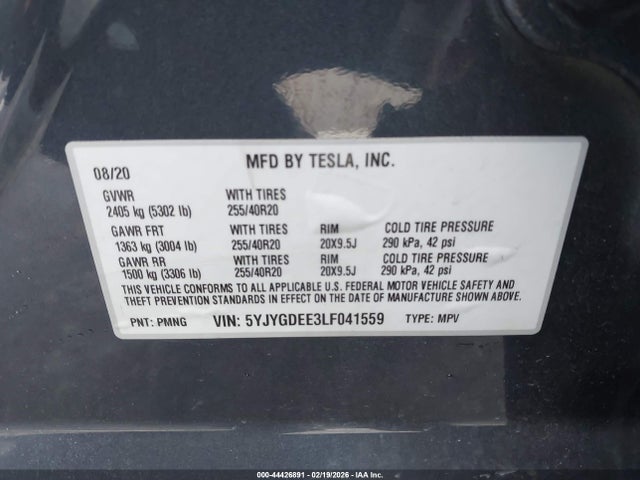 08/20 MFD BY TESLA, INC.
GVWR WITH TIRES
2405 kg (5302 lb) 255/40R20
GAWR FRT WITH TIRES RIM COLD TIRE PRESSURE
1363 kg (3004 lb) 255/40R20 20X9.5J 290 kPa, 42 psi
GAWR RR WITH TIRES RIM COLD TIRE PRESSURE
1500 kg (3306 lb) 255/40R20 20X9.5J 290 kPa, 42 psi
THIS VEHICLE CONFORMS TO ALL APPLICABLE U.S. FEDERAL MOTOR VEHICLE SAFETY AND
THEFT PREVENTION STANDARDS IN EFFECT ON THE DATE OF MANUFACTURE SHOWN ABOVE.
PNT: PMNG VIN: 5YJYGDEE3LF041559 TYPE: MPV
000-44426891 - 02/19/2026 - IAA Inc.